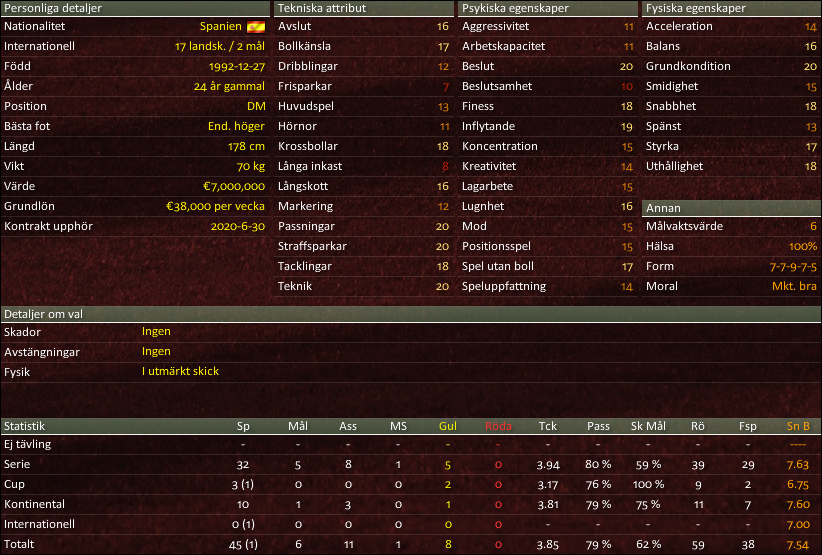 Personliga detaljer
Nationalitet Spanien
Internationell 17 landsk. / 2 mål
Född 1992-12-27
Ålder 24 år gammal
Position DM
Bästa fot End. höger
Längd 178 cm
Vikt 70 kg
Värde €7,000,000
Grundlön €38,000 per vecka
Kontrakt upphör 2020-6-30
Tekniska attribut
Avslut 16
Bollkänsla 17
Dribblingar 12
Frisparkar 7
Huvudspel 13
Hörnor 11
Krossbollar 18
Långa inkast 8
Långskott 16
Markering 12
Passningar 20
Straffsparkar 20
Tacklingar 18
Teknik 20
Psykiska egenskaper
Aggressivitet 11
Arbetskapacitet 11
Beslut 20
Beslutsamhet 10
Finess 18
Inflytande 19
Koncentration 15
Kreativitet 14
Lagarbete 15
Lugnhet 16
Mod 15
Positionsspel 15
Spel utan boll 17
Speluppfattning 14
Fysiska egenskaper
Acceleration 14
Balans 16
Grundkondition 20
Smidighet 15
Snabbhet 18
Spänst 13
Styrka 17
Uthållighet 18
Annan
Målvaktsvärde 6
Hälsa 100%
Form 7-7-9-7-5
Moral Mkt. bra
Detaljer om val
Skador Ingen
Avstängningar Ingen
Fysik I utmärkt skick
Statistik Sp Mål Ass MS Gul Röda Tck Pass Sk Mål Rö Fsp Sn B
Ej tävling - - - - - - - - - - - ----
Serie 32 5 8 1 5 0 3.94 80 % 59 % 39 29 7.63
Cup 3 (1) 0 0 0 2 0 3.17 76 % 100 % 9 2 6.75
Kontinental 10 1 3 0 1 0 3.81 79 % 75 % 11 7 7.60
Internationell 0 (1) 0 0 0 0 0 - - - - - 7.00
Totalt 45 (1) 6 11 1 8 0 3.85 79 % 62 % 59 38 7.54